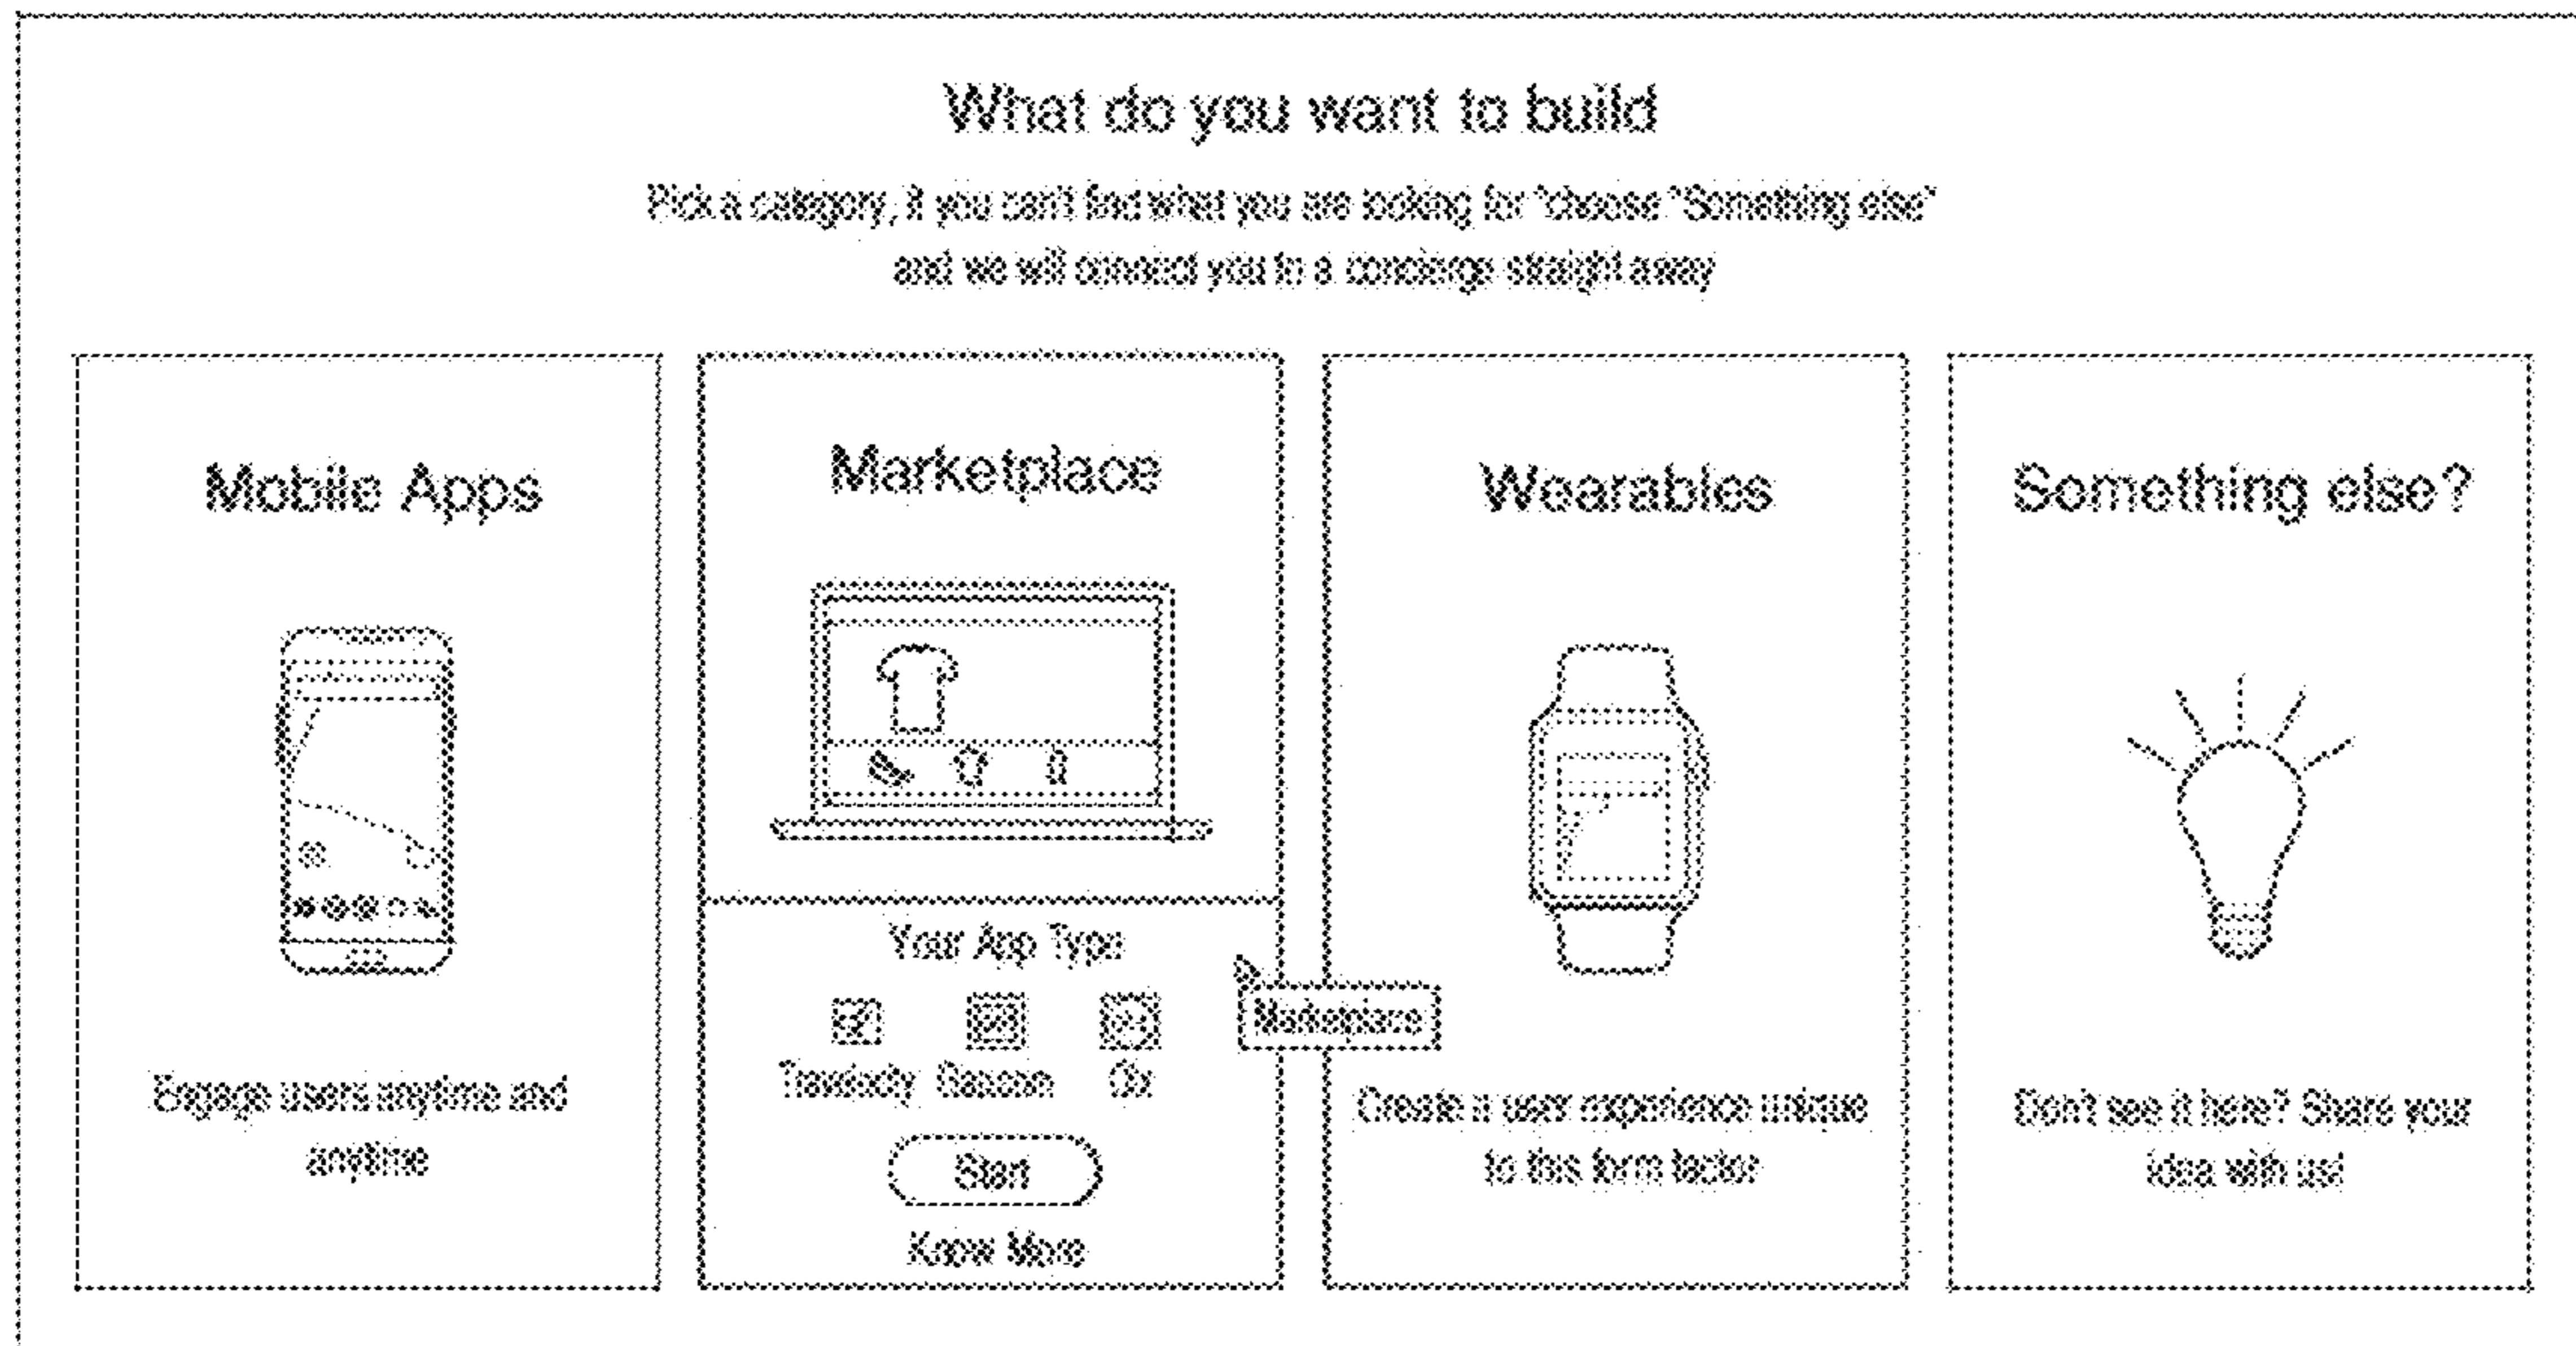 What do you want to build
Pick a category, if you can't find what you are looking for "choose "Something else"
and we will connect you to a concierge straight away
Mobile Apps
Engage users anytime and
anytime
Marketplace
Your App Type
Start
Know More
Marketplace
Wearables
Create a user experience unique
to this form factor
Something else?
Don't see it here? Share your
idea with us!